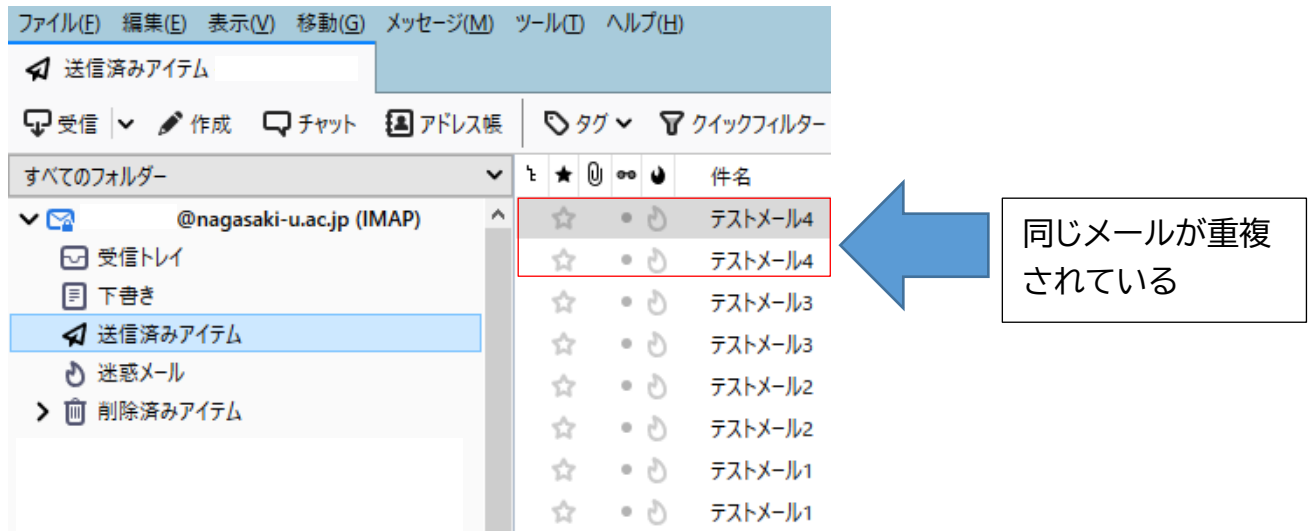 ファイル(F) 編集(E) 表示(V) 移動(G) メッセージ(M) ツール(T) ヘルプ(H)
送信済みアイテム
受信 作成 チャット アドレス帳 タグ クイックフィルター
すべてのフォルダー
件名
@nagasaki-u.ac.jp (IMAP)
受信トレイ
下書き
送信済みアイテム
迷惑メール
削除済みアイテム
テストメール4
テストメール4
テストメール3
テストメール3
テストメール2
テストメール2
テストメール1
テストメール1
同じメールが重複
されている